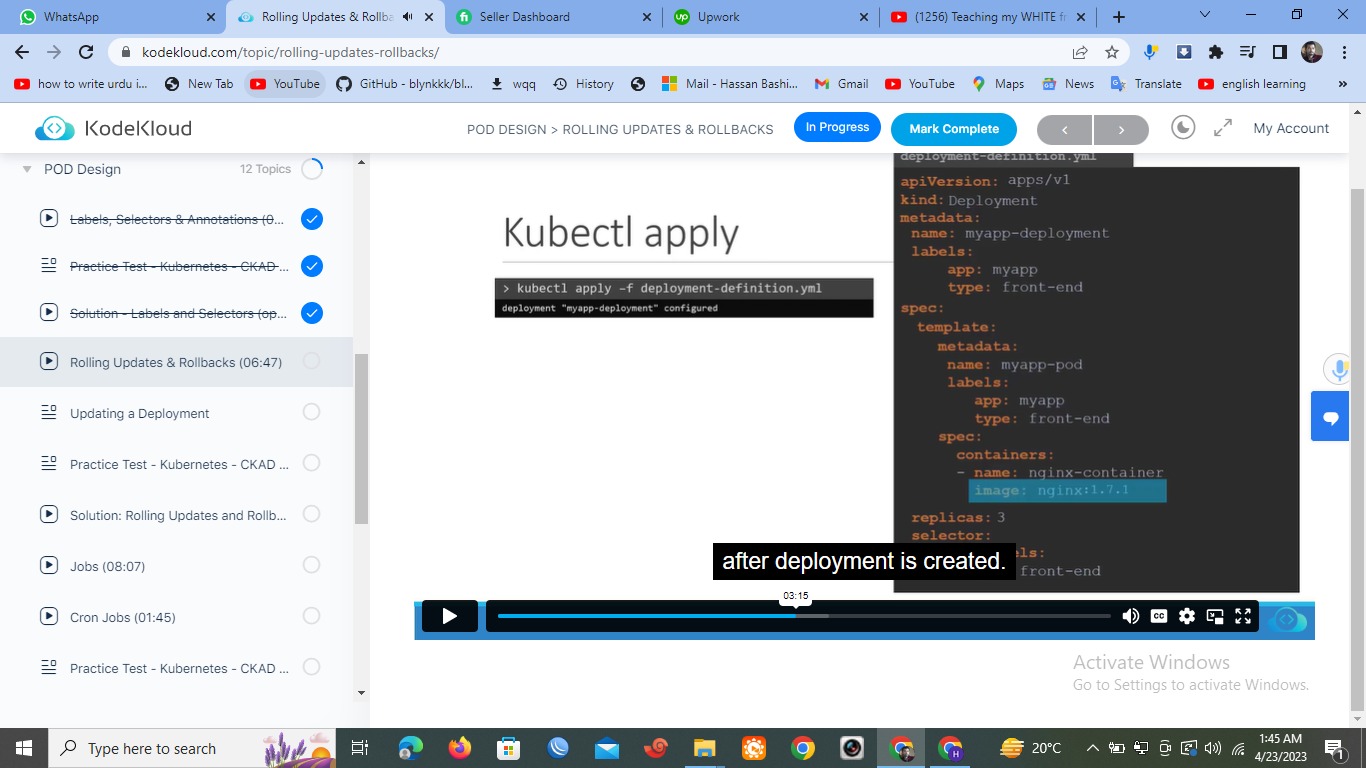 WhatsApp
Rolling Updates & Rollba
Seller Dashboard
Upwork
(1256) Teaching my WHITE fr
kodekloud.com/topic/rolling-updates-rollbacks/
how to write urdu i...
New Tab
YouTube
GitHub - blynkkk/bl...
wqq
History
Mail - Hassan Bashi...
Gmail
YouTube
Maps
News
Translate
english learning
KodeKloud
POD DESIGN > ROLLING UPDATES & ROLLBACKS
In Progress
Mark Complete
My Account
POD Design
12 Topics
Labels, Selectors & Annotations (
Practice Test - Kubernetes - CKAD ...
Solution - Labels and Selectors (op...
Rolling Updates & Rollbacks (06:47)
Updating a Deployment
Practice Test - Kubernetes - CKAD ...
Solution: Rolling Updates and Rollb...
Jobs (08:07)
Cron Jobs (01:45)
Practice Test - Kubernetes - CKAD ...
Kubectl apply
> kubectl apply -f deployment-definition.yml
deployment "myapp-deployment" configured
deployment-definition.yml
apiVersion: apps/v1
kind: Deployment
metadata:
name: myapp-deployment
labels:
app: myapp
type: front-end
spec:
template:
metadata:
name: myapp-pod
labels:
app: myapp
type: front-end
spec:
containers:
- name: nginx-container
image: nginx:1.7.1
replicas: 3
selector:
els:
front-end
after deployment is created.
03:15
CC
Activate Windows
Go to Settings to activate Windows.
Type here to search
20°C
1:45 AM
4/23/2023
1